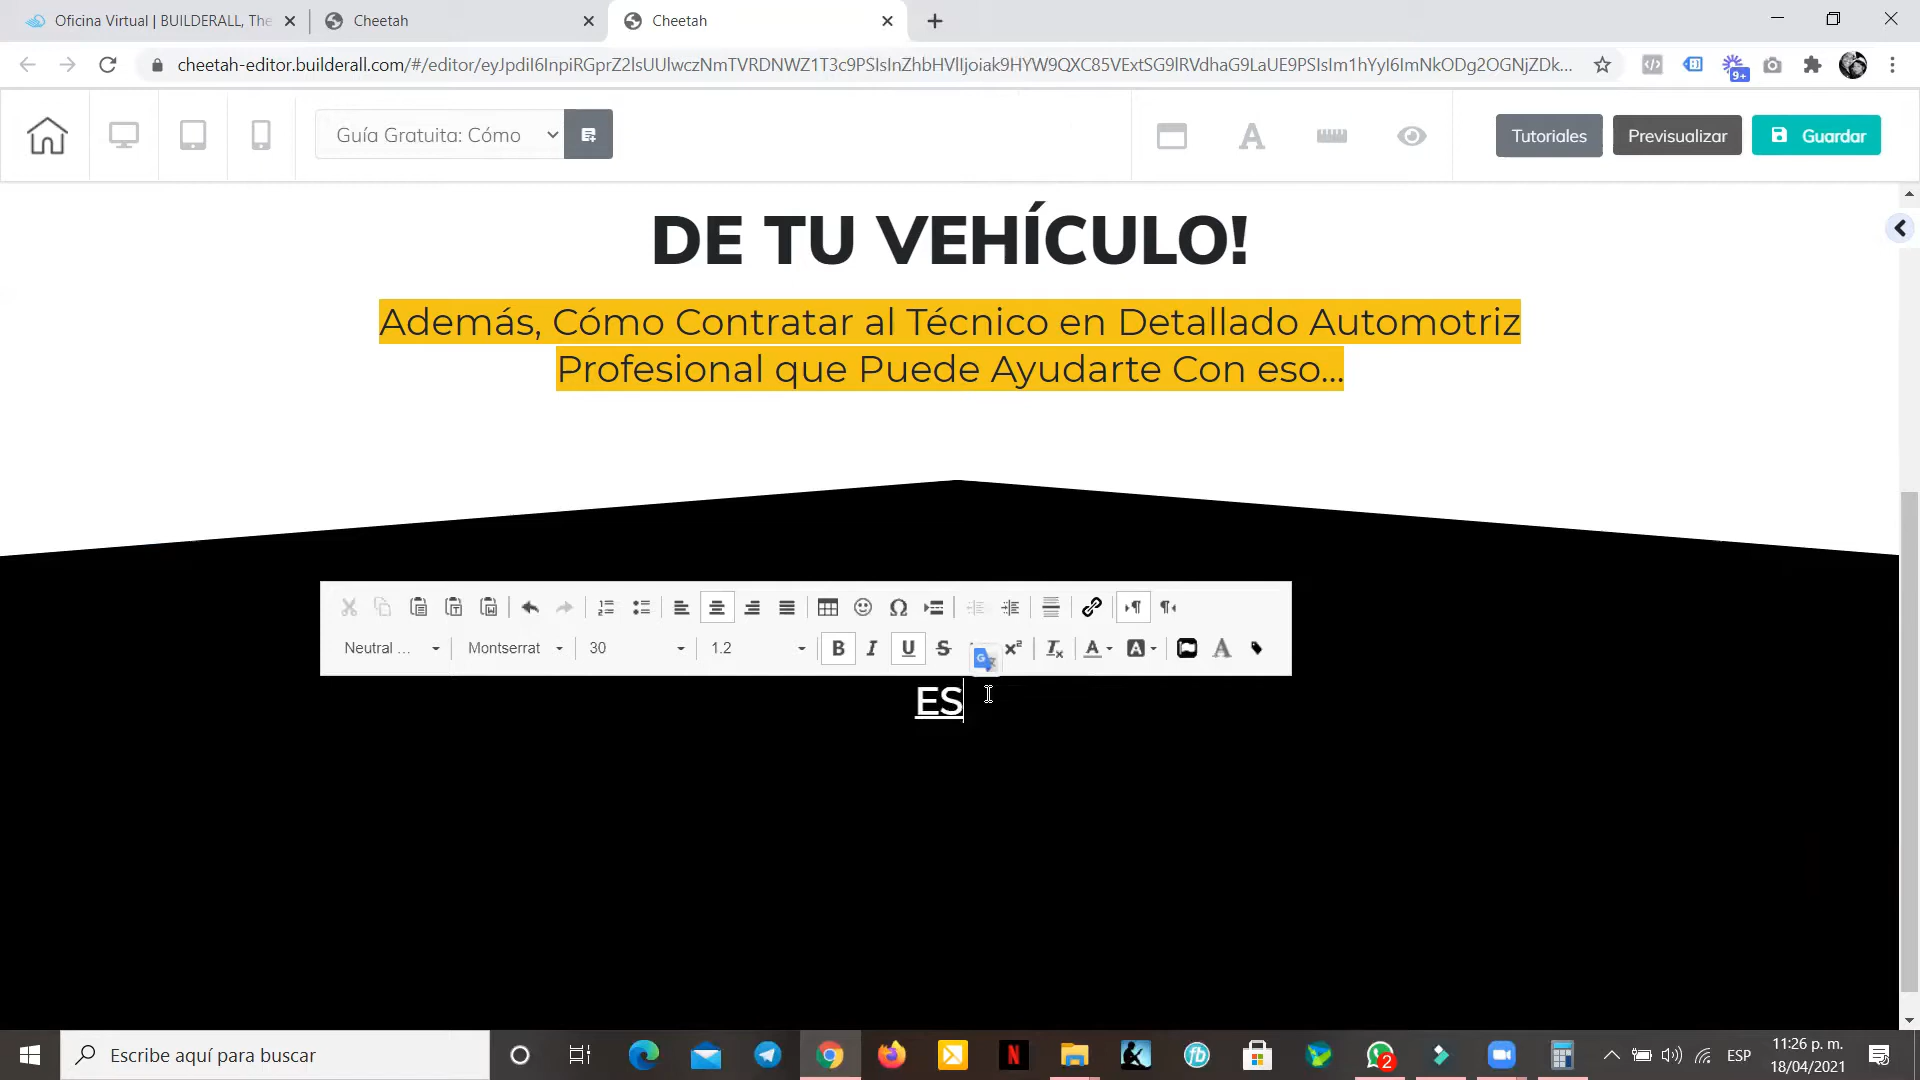 Oficina Virtual | BUILDERALL, The
Cheetah
Cheetah
cheetah-editor.builderall.com/#/editor/eyJpdiI6InpiRGprZ2lsUUlwczNmTVRDNWZ1T3c9PSIsInZhbHVlIjoiak9HYW9QXC85VExtSG9lRVdhaG9LaUE9PSIsIm1hYyI6ImNkODg2OGNjZDk...
9+
Guía Gratuita: Cómo
Tutoriales
Previsualizar
Guardar
DE TU VEHÍCULO!
Además, Cómo Contratar al Técnico en Detallado Automotriz
Profesional que Puede Ayudarte Con eso...
Neutral ...
Montserrat
30
1.2
ES
Escribe aquí para buscar
2
ESP
11:26 p. m.
18/04/2021